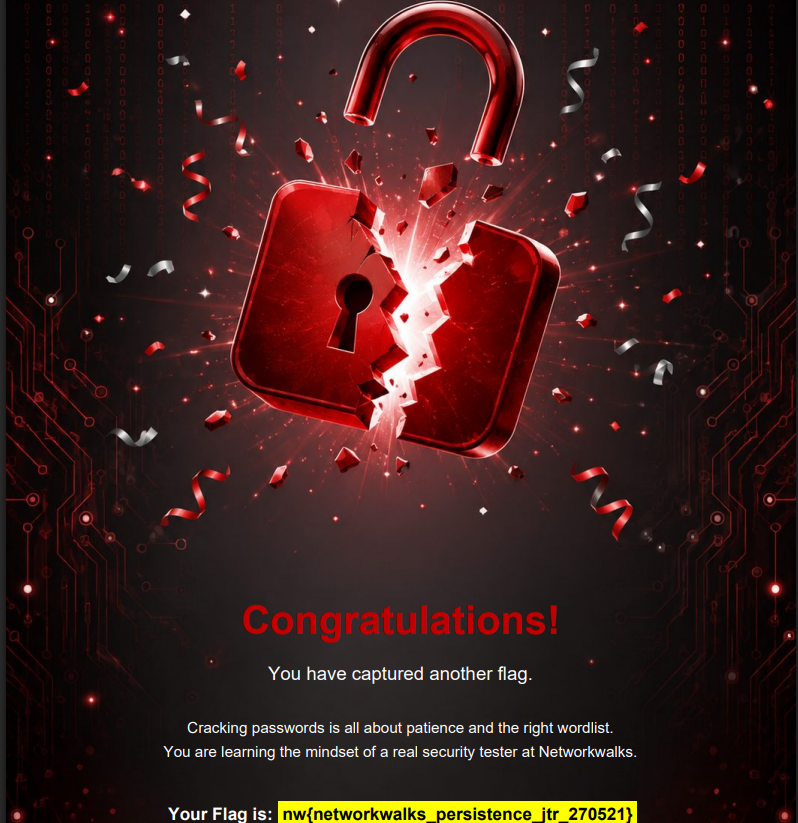 Congratulations!
You have captured another flag.
Cracking passwords is all about patience and the right wordlist.
You are learning the mindset of a real security tester at Networkwalks.
Your Flag is: nw{networkwalks_persistence_jtr_270521}